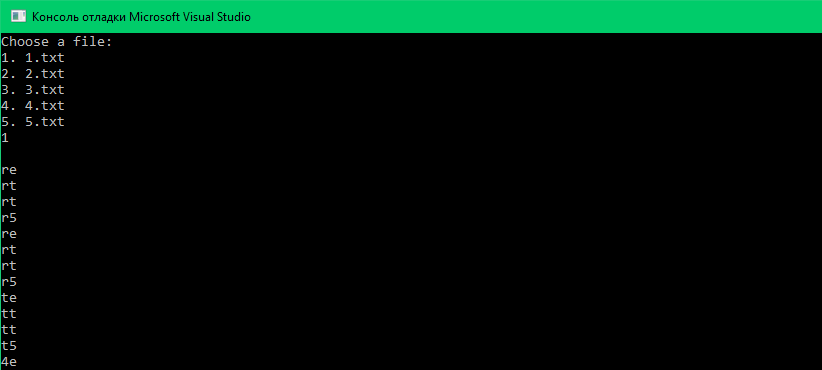 Консоль отладки Microsoft Visual Studio
Choose a file:
1. 1.txt
2. 2.txt
3. 3.txt
4. 4.txt
5. 5.txt
1
re
rt
rt
r5
re
rt
rt
r5
te
tt
tt
t5
4e